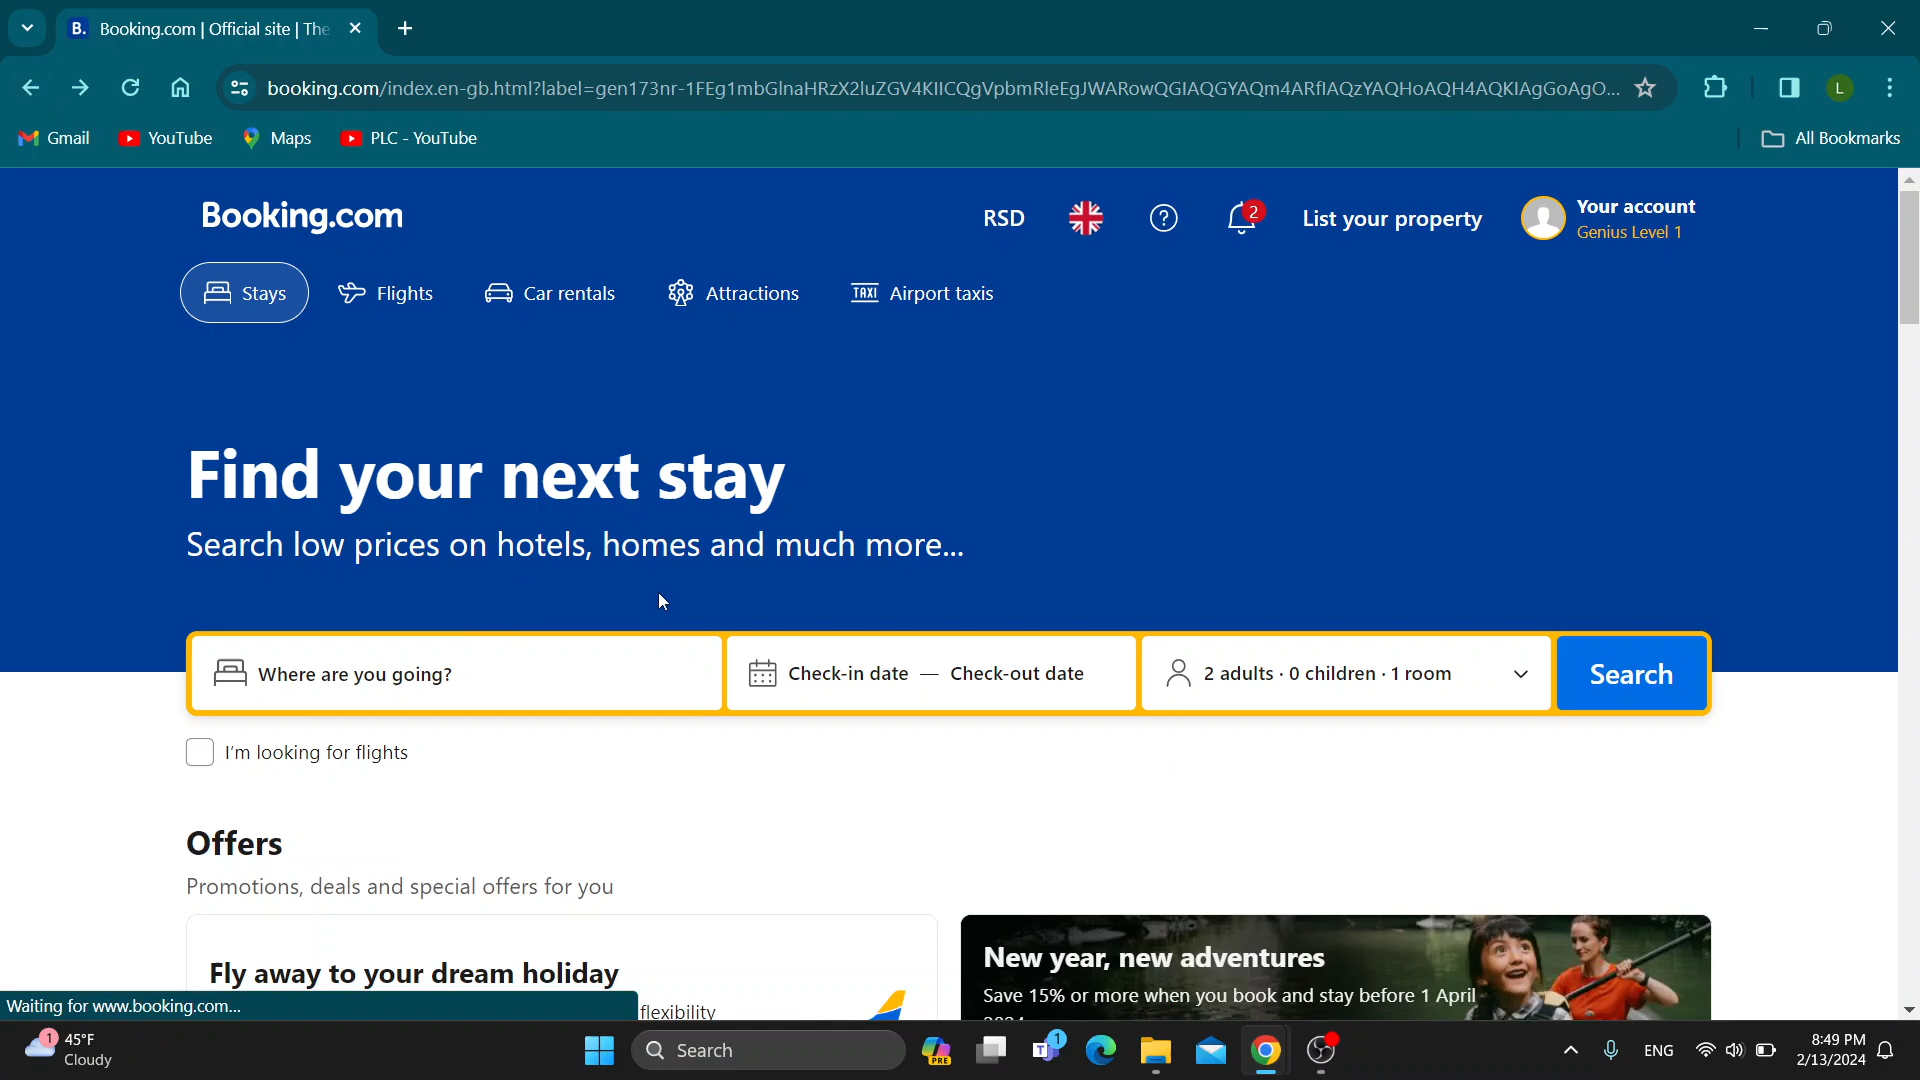 B. Booking.com | Official site | The
booking.com/index.en-gb.html?label=gen173nr-1FEg1mbGlnaHRzX2luZGV4KIICQgVpbmRleEgJWARowQGIAQGYAQm4ARfIAQzYAQHoAQH4AQKIAgGoAgO...
Gmail YouTube Maps PLC - YouTube All Bookmarks
Booking.com RSD ? 2 List your property Your account
Genius Level 1
Stays Flights Car rentals Attractions TAXI Airport taxis
Find your next stay
Search low prices on hotels, homes and much more...
Where are you going? Check-in date — Check-out date 2 adults · 0 children · 1 room Search
I'm looking for flights
Offers
Promotions, deals and special offers for you
Fly away to your dream holiday
flexibility
New year, new adventures
Save 15% or more when you book and stay before 1 April
Waiting for www.booking.com...
1 45°F
Cloudy
Search PRE T 1 ENG 8:49 PM
2/13/2024
L